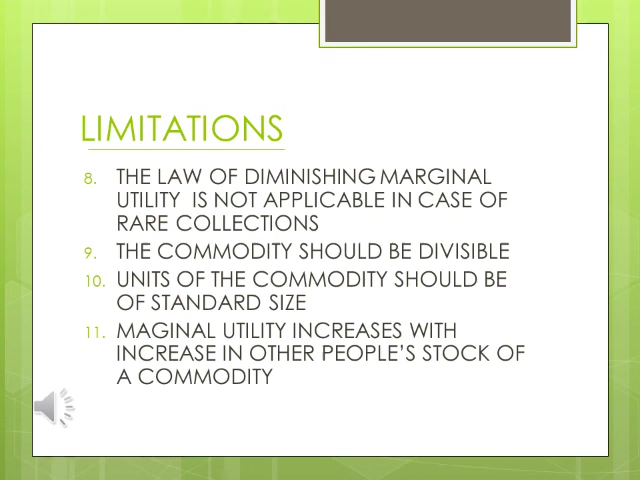 LIMITATIONS
8. THE LAW OF DIMINISHING MARGINAL
UTILITY IS NOT APPLICABLE IN CASE OF
RARE COLLECTIONS
9. THE COMMODITY SHOULD BE DIVISIBLE
10. UNITS OF THE COMMODITY SHOULD BE
OF STANDARD SIZE
11. MAGINAL UTILITY INCREASES WITH
INCREASE IN OTHER PEOPLE’S STOCK OF
A COMMODITY